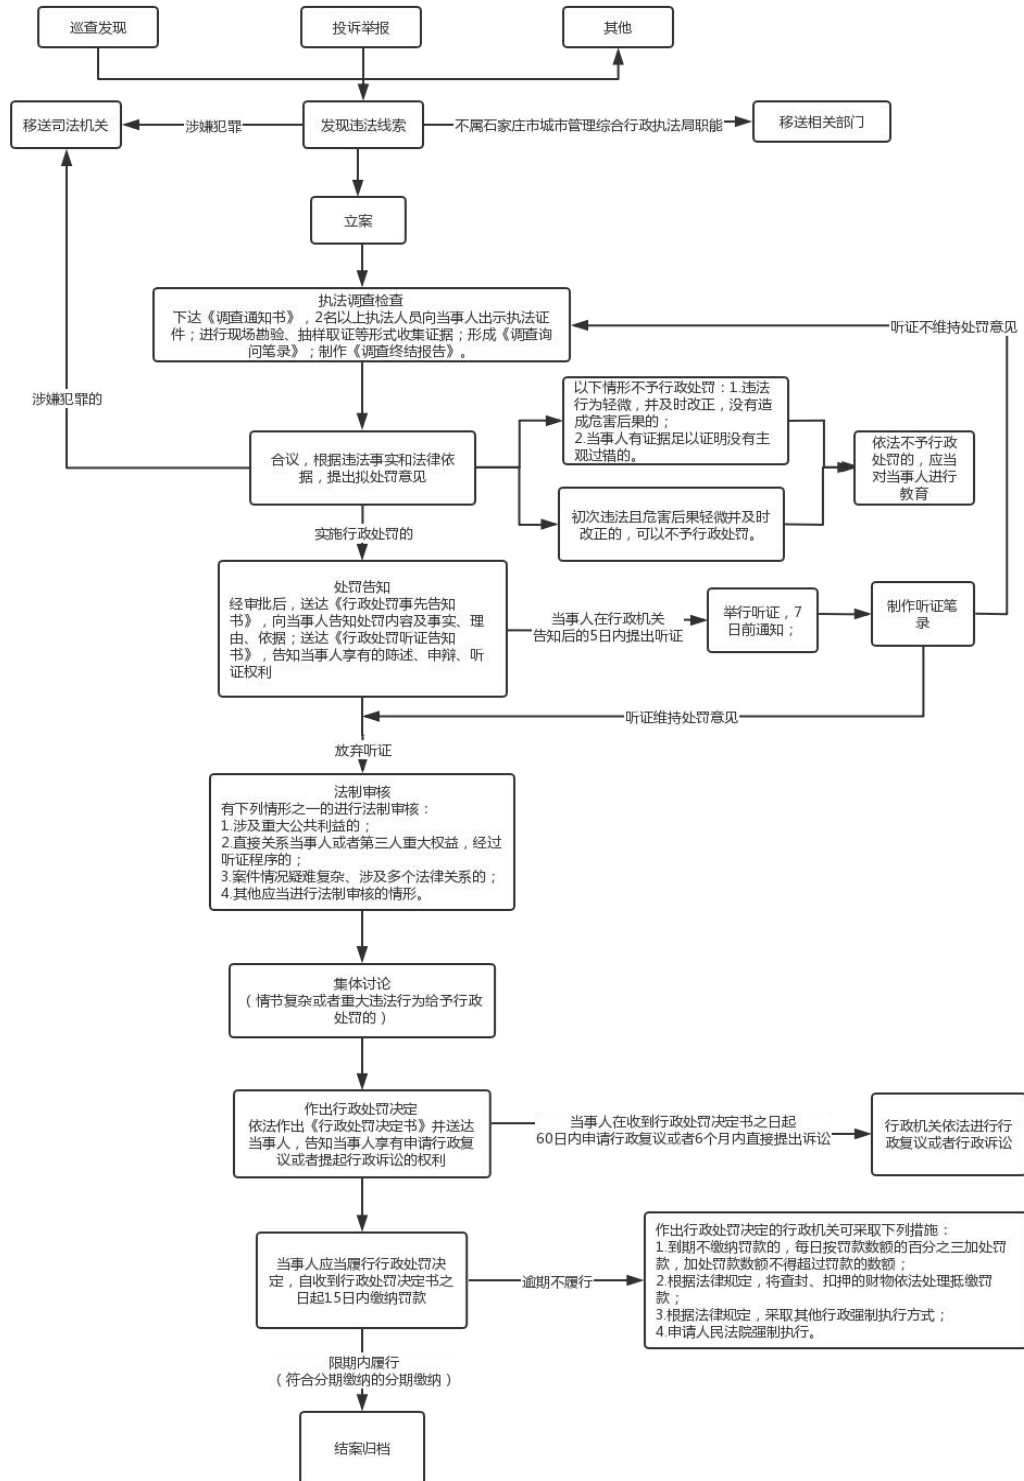 巡查发现
投诉举报
其他
移送司法机关
涉嫌犯罪
发现违法线索
不属石家庄市城市管理综合行政执法局职能
移送相关部门
立案
执法调查检查
下达《调查通知书》，2名以上执法人员向当事人出示执法证
件；进行现场勘验、抽样取证等形式收集证据；形成《调查询
问笔录》；制作《调查终结报告》。
听证不维持处罚意见
涉嫌犯罪的
合议，根据违法事实和法律依
据，提出拟处罚意见
以下情形不予行政处罚：1.违法
行为轻微，并及时改正，没有造
成危害后果的；
2.当事人有证据足以证明没有主
观过错的。
初次违法且危害后果轻微并及时
改正的，可以不予行政处罚。
依法不予行政
处罚的，应当
对当事人进行
教育
实施行政处罚的
处罚告知
经审批后，送达《行政处罚事先告知
书》，向当事人告知处罚内容及事实、理
由、依据；送达《行政处罚听证告知
书》，告知当事人享有的陈述、申辩、听
证权利
当事人在行政机关
告知后的5日内提出听证
举行听证，7
日前通知；
制作听证笔
录
听证维持处罚意见
放弃听证
法制审核
有下列情形之一的进行法制审核：
1.涉及重大公共利益的；
2.直接关系当事人或者第三人重大权益，经过
听证程序的；
3.案件情况疑难复杂、涉及多个法律关系的；
4.其他应当进行法制审核的情形。
集体讨论
（情节复杂或者重大违法行为给予行政
处罚的）
作出行政处罚决定
依法作出《行政处罚决定书》并送达
当事人，告知当事人享有申请行政复
议或者提起行政诉讼的权利
当事人在收到行政处罚决定书之日起
60日内申请行政复议或者6个月内直接提出诉讼
行政机关依法进行行
政复议或者行政诉讼
当事人应当履行行政处罚决
定，自收到行政处罚决定书之
日起15日内缴纳罚款
逾期不履行
作出行政处罚决定的行政机关可采取下列措施：
1.到期不缴纳罚款的，每日按罚款数额的百分之三加处罚
款，加处罚款数额不得超过罚款的数额；
2.根据法律规定，将查封、扣押的财物依法处理抵缴罚
款；
3.根据法律规定，采取其他行政强制执行方式；
4.申请人民法院强制执行。
限期内履行
（符合分期缴纳的分期缴纳）
结案归档